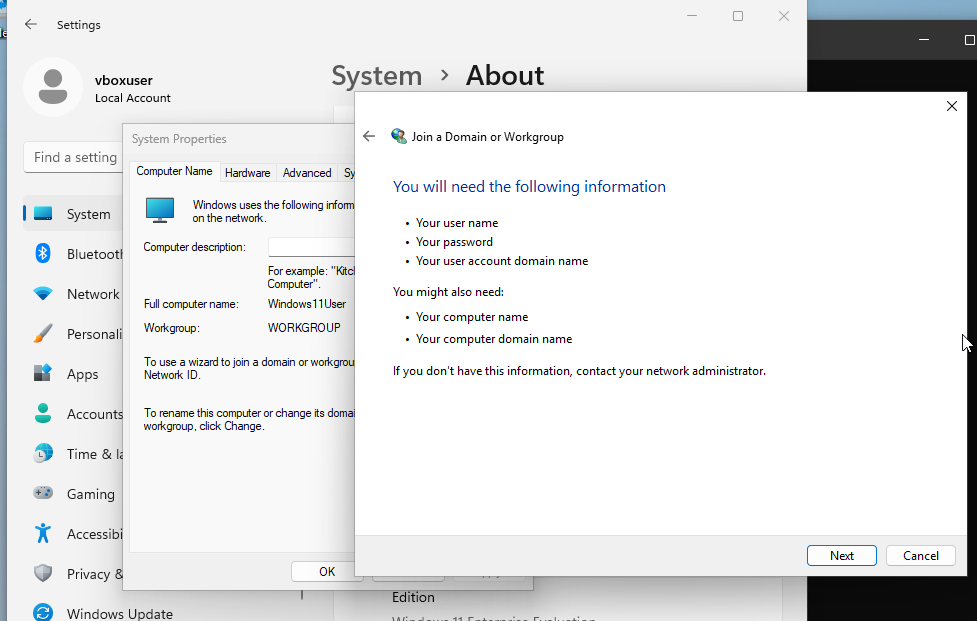 Settings
vboxuser
Local Account
Find a setting
System
Bluetooth
Network
Personali
Apps
Accounts
Time & la
Gaming
Accessibi
Privacy &
Windows Update
System > About
System Properties
Computer Name Hardware Advanced Sy
Windows uses the following inform
on the network.
Computer description:
For example: "Kitc
Computer".
Full computer name: Windows11User
Workgroup: WORKGROUP
To use a wizard to join a domain or workgrou
Network ID.
To rename this computer or change its domai
workgroup, click Change.
OK
Join a Domain or Workgroup
You will need the following information
• Your user name
• Your password
• Your user account domain name
You might also need:
• Your computer name
• Your computer domain name
If you don't have this information, contact your network administrator.
Next Cancel
Edition
Windows 11 Enterprise Evaluation